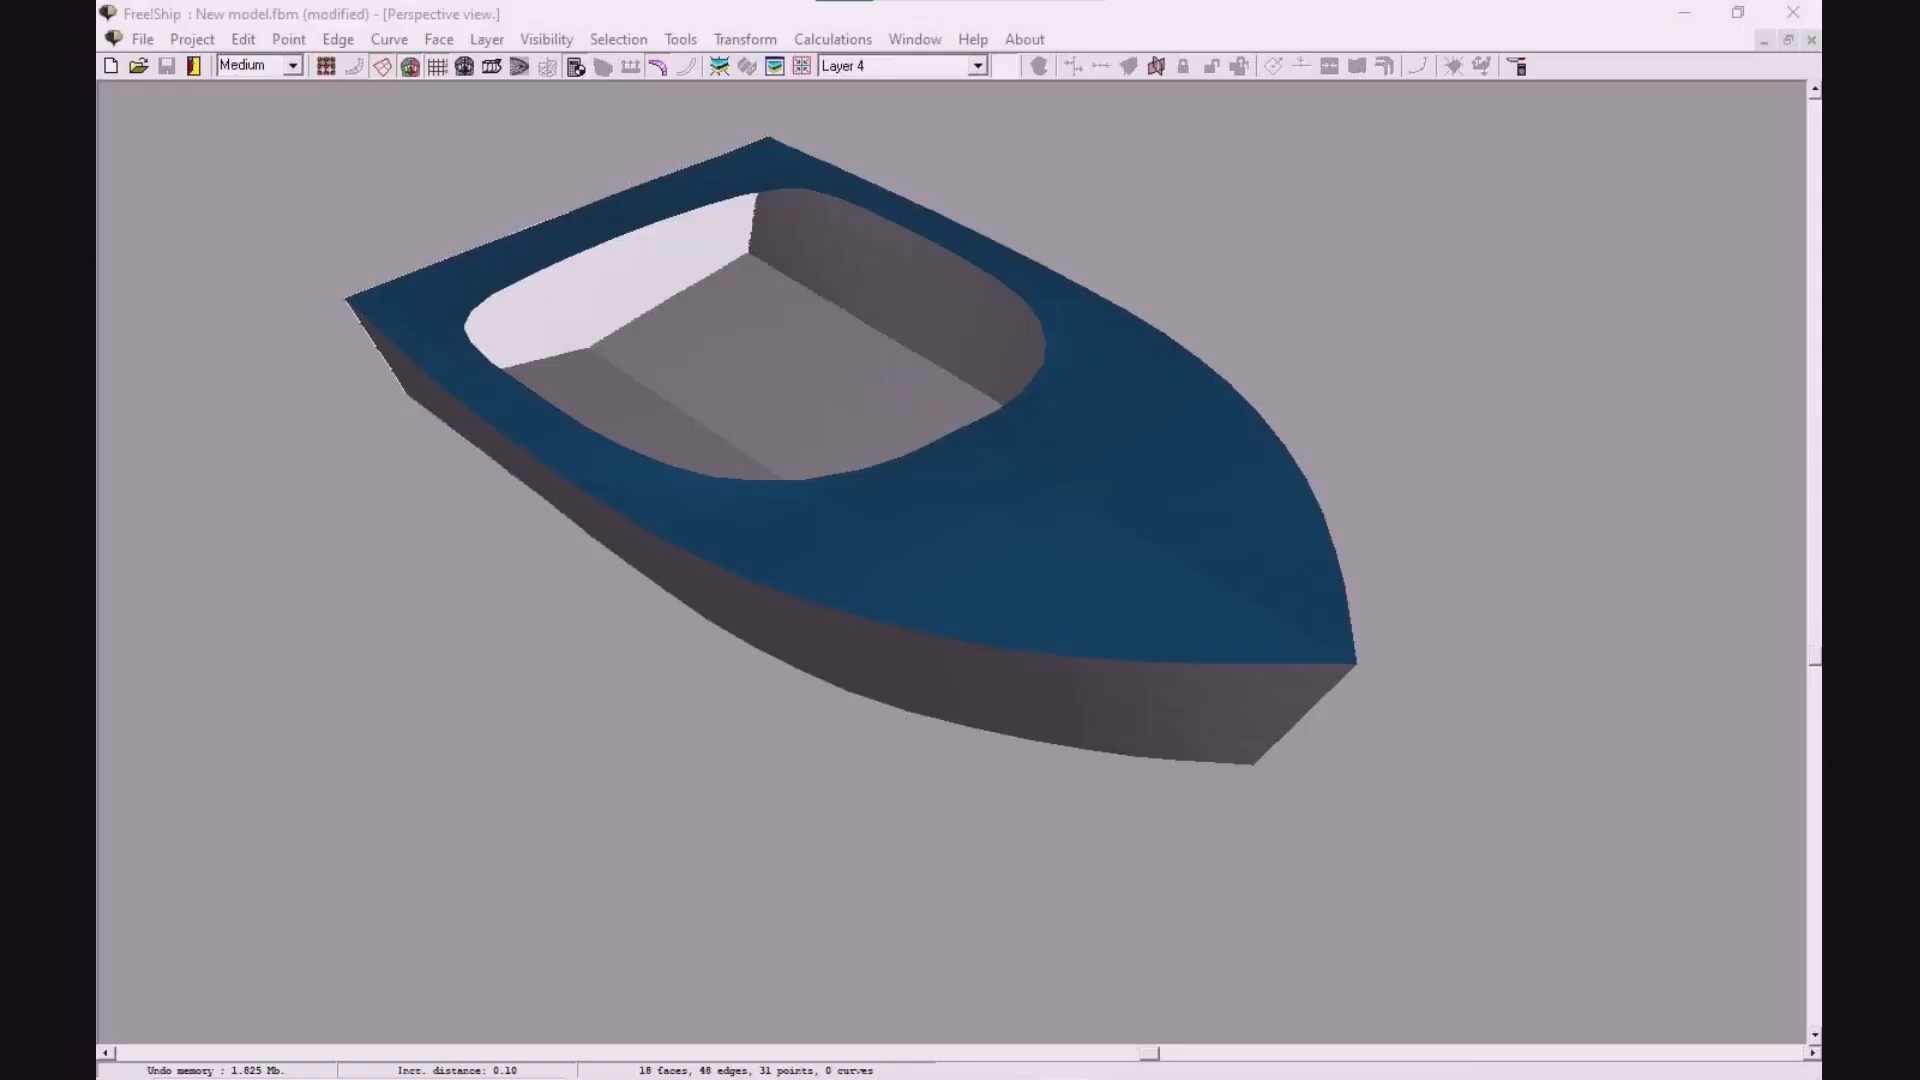 Free!Ship : New model.fbm (modified) - [Perspective view.]
File Project Edit Point Edge Curve Face Layer Visibility Selection Tools Transform Calculations Window Help About
Medium Layer 4
Undo memory : 1.825 Mb. Incr. distance: 0.10 18 faces, 48 edges, 31 points, 0 curves